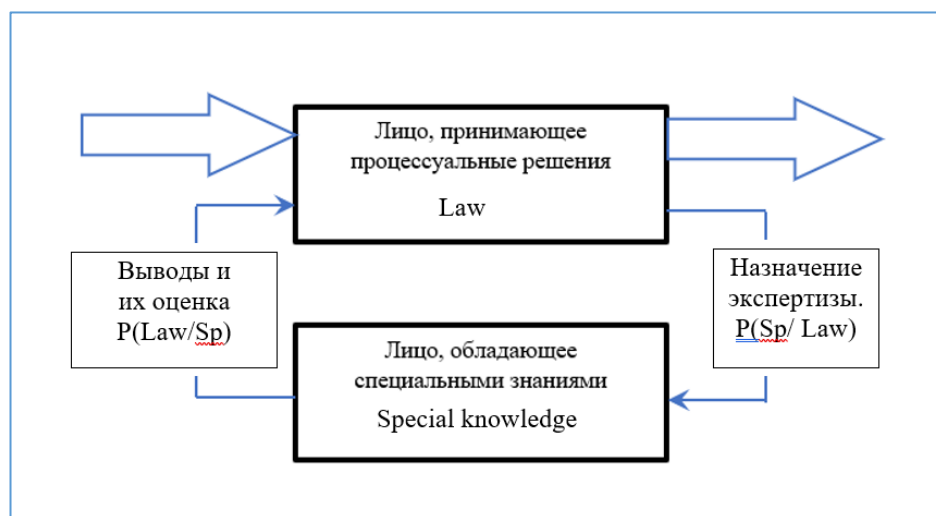 Лицо, принимающее
процессуальные решения
Law
Выводы и
их оценка
P(Law/Sp)
Назначение
экспертизы.
P(Sp/ Law)
Лицо, обладающее
специальными знаниями
Special knowledge